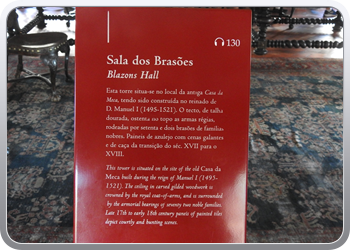 130
Sala dos Brasões
Blazons Hall
Esta torre situa-se no local da antiga Casa da
Meca, tendo sido construída no reinado de
D. Manuel I (1495-1521). O tecto, de talha
dourada, ostenta no topo as armas régias,
rodeadas por setenta e dois brasões de famílias
nobres. Paineis de azulejo com cenas galantes
e de caça da transição do séc. XVII para o
XVIII.
This tower is situated on the site of the old Casa da
Meca built during the reign of Manuel I (1495-
1521). The ceiling in carved gilded woodwork is
crowned by the royal coat-of-arms, and is surrounded
by the armorial bearings of seventy two noble families.
Late 17th to early 18th century panels of painted tiles
depict courtly and hunting scenes.